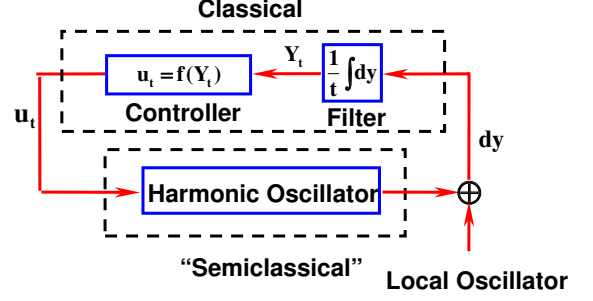 Classical
u_t = f(Y_t)
Y_t
1/t ∫dy
Controller
Filter
u_t
dy
Harmonic Oscillator
⊕
“Semiclassical”
Local Oscillator